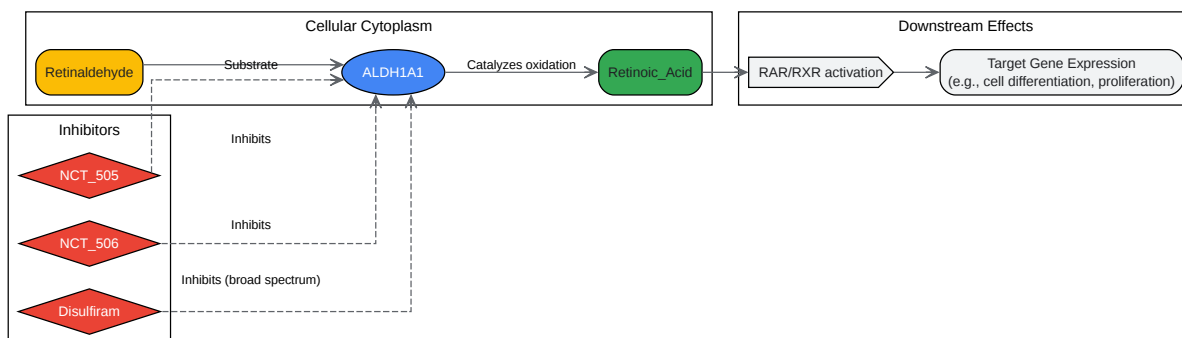 Cellular Cytoplasm
Downstream Effects
Retinaldehyde
Substrate
ALDH1A1
Catalyzes oxidation
Retinoic_Acid
RAR/RXR activation
Target Gene Expression
(e.g., cell differentiation, proliferation)
Inhibitors
Inhibits
NCT_505
Inhibits
NCT_506
Inhibits (broad spectrum)
Disulfiram